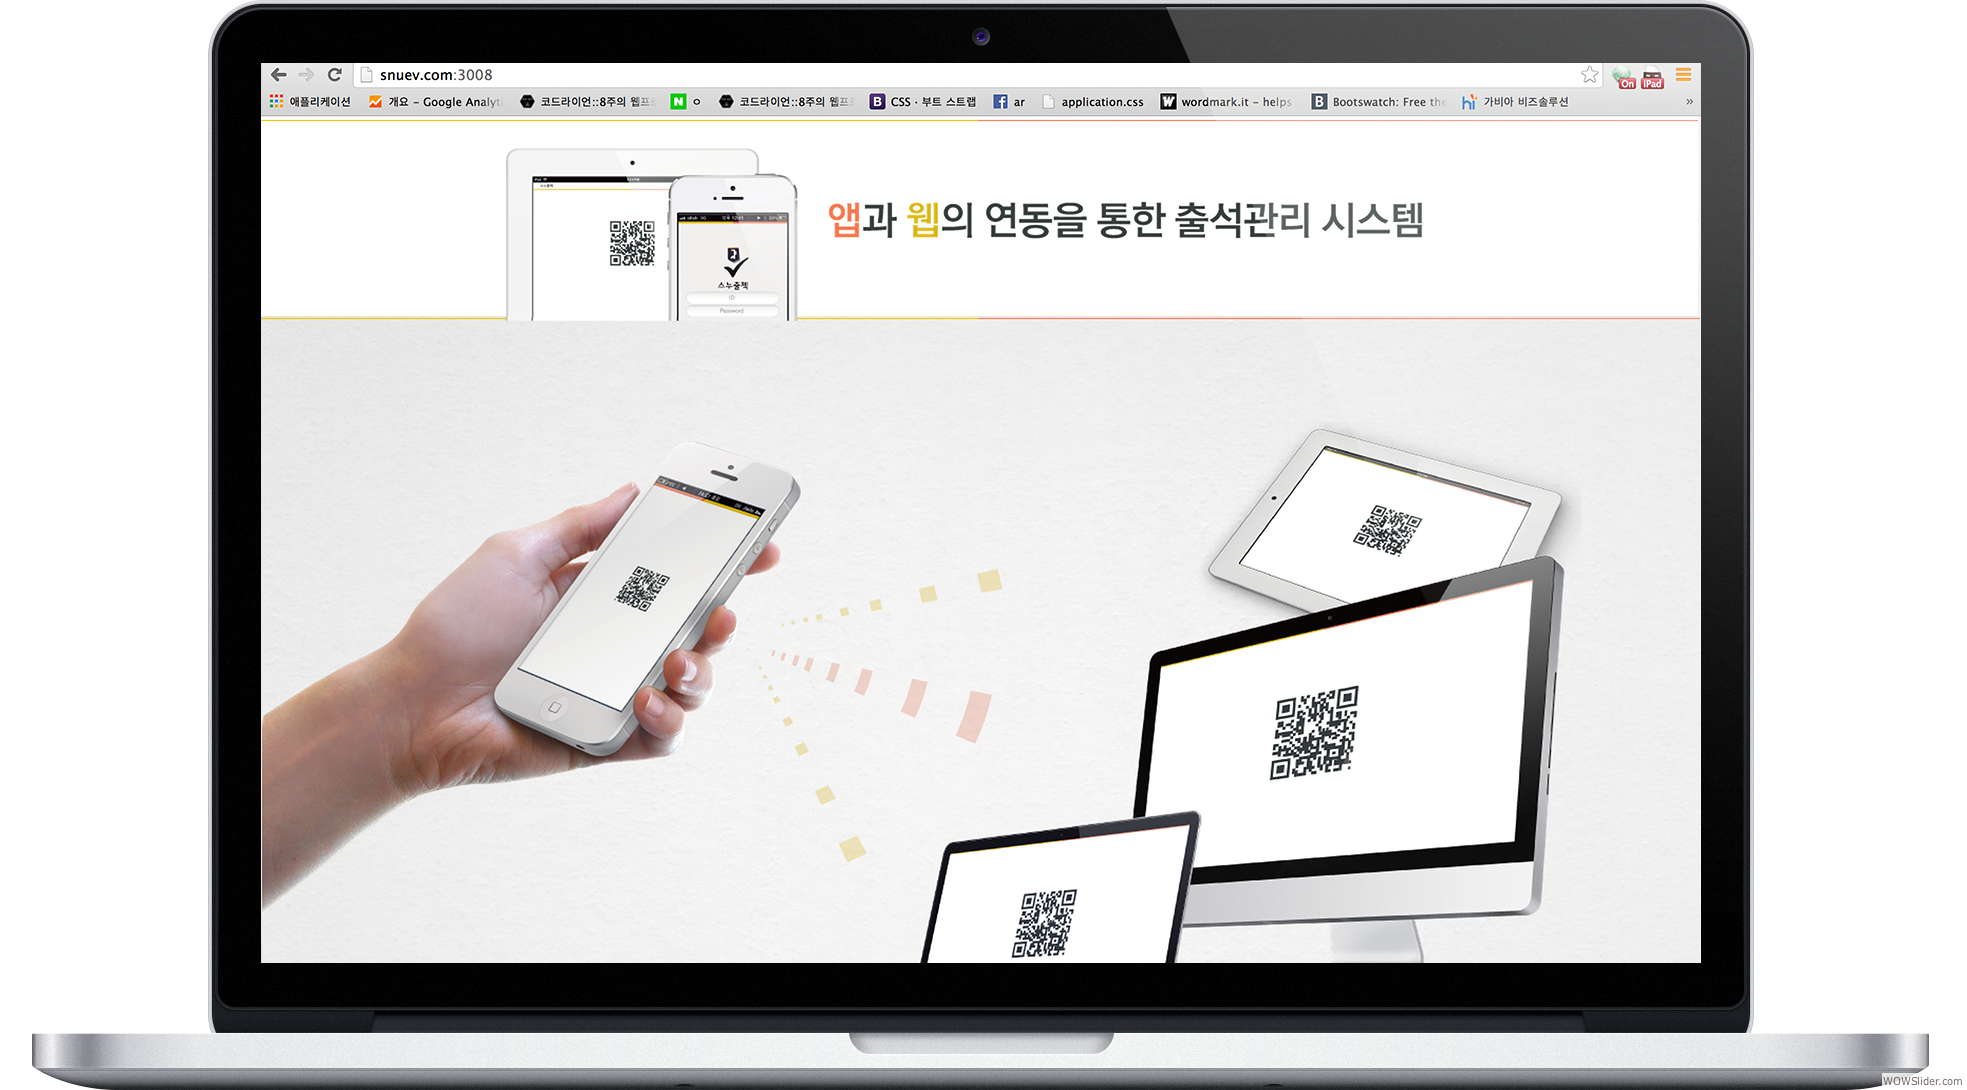 snuev.com:3008
애플리케이션 개요 - Google Analyt 코드라이언::8주의 웹프로 ㅇ 코드라이언::8주의 웹프로 CSS · 부트 스트랩 ar application.css wordmark.it - helps Bootswatch: Free the 가비아 비즈솔루션 »
On iPad
앱과 웹의 연동을 통한 출석관리 시스템
스누출첵
ID
Password
WOWSlider.com